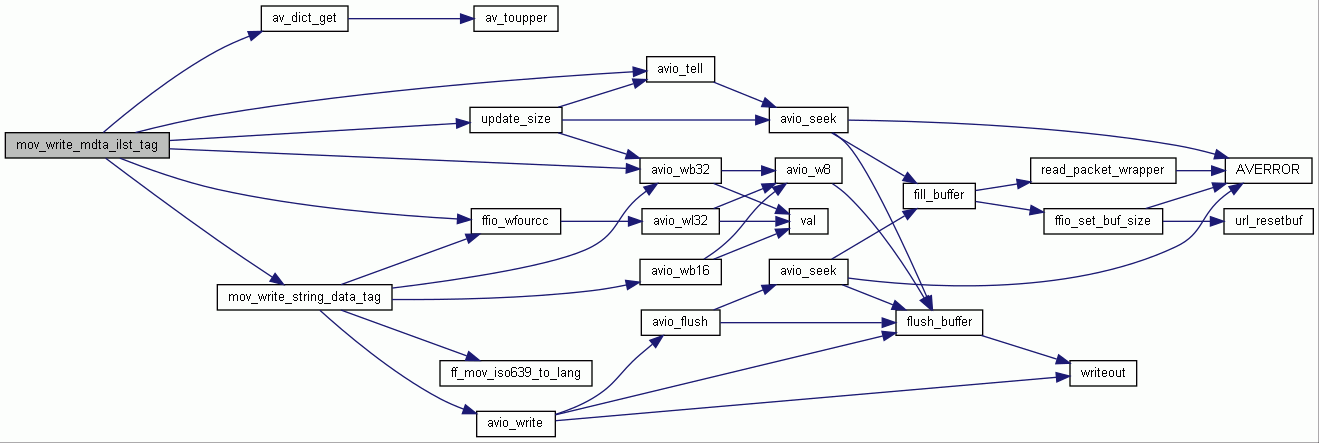 av_dict_get
av_toupper
avio_tell
update_size
avio_seek
mov_write_mdta_ilst_tag
avio_wb32
avio_w8
read_packet_wrapper
AVERROR
fill_buffer
ffio_wfourcc
avio_wl32
val
ffio_set_buf_size
url_resetbuf
avio_wb16
avio_seek
mov_write_string_data_tag
avio_flush
flush_buffer
ff_mov_iso639_to_lang
writeout
avio_write